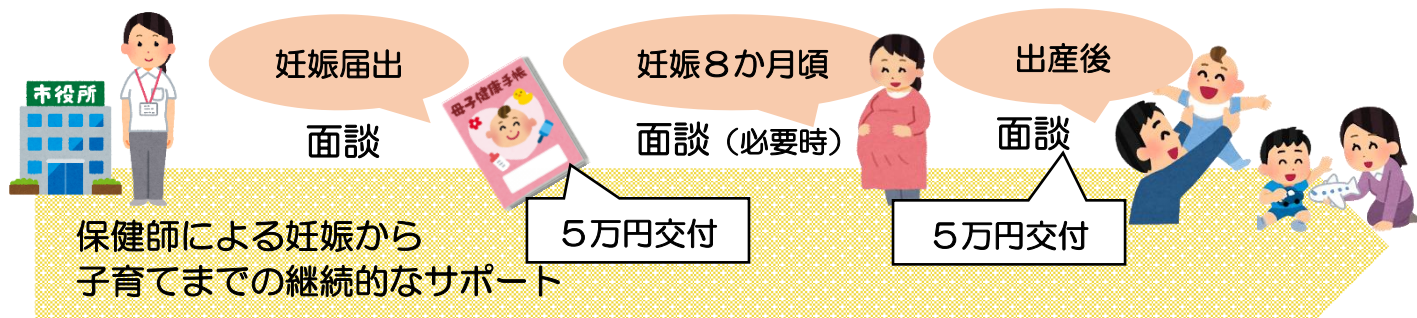 市役所
妊娠届出
面談
母子健康手帳
5万円交付
妊娠8か月頃
面談(必要時)
出産後
面談
5万円交付
保健師による妊娠から
子育てまでの継続的なサポート